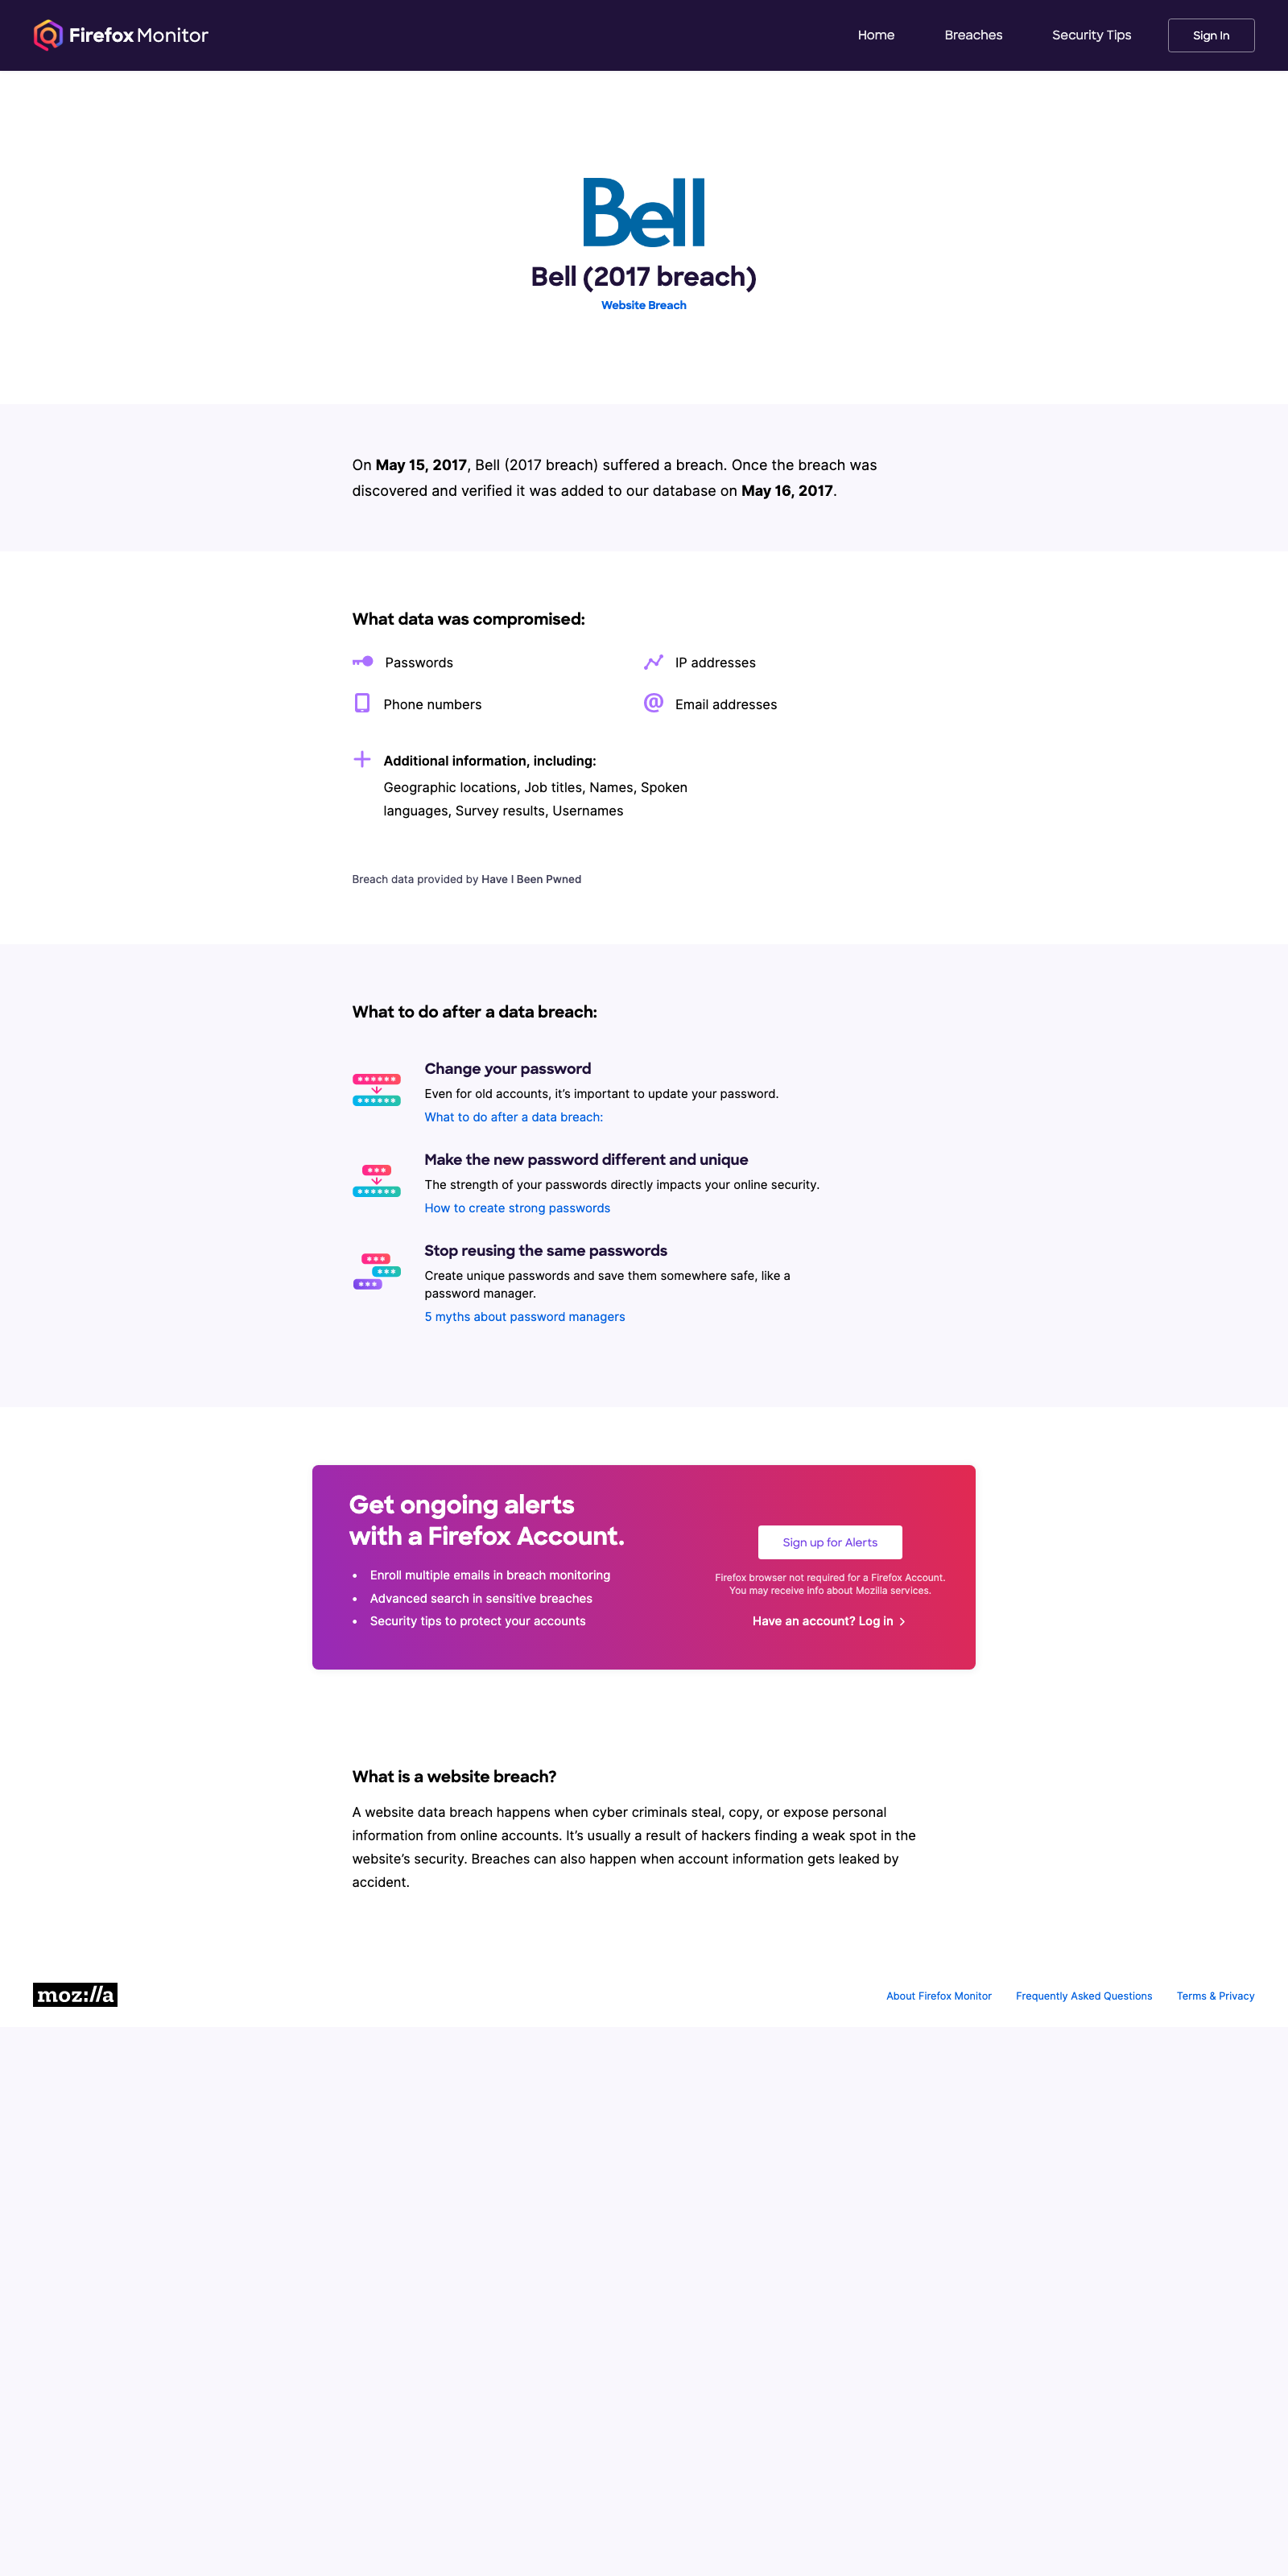 Firefox Monitor
Home
Breaches
Security Tips
Sign In
Bell
Bell (2017 breach)
Website Breach
On May 15, 2017, Bell (2017 breach) suffered a breach. Once the breach was
discovered and verified it was added to our database on May 16, 2017.
What data was compromised:
Passwords
IP addresses
Phone numbers
Email addresses
Additional information, including:
Geographic locations, Job titles, Names, Spoken
languages, Survey results, Usernames
Breach data provided by Have I Been Pwned
What to do after a data breach:
Change your password
Even for old accounts, it’s important to update your password.
What to do after a data breach:
Make the new password different and unique
The strength of your passwords directly impacts your online security.
How to create strong passwords
Stop reusing the same passwords
Create unique passwords and save them somewhere safe, like a
password manager.
5 myths about password managers
Get ongoing alerts
with a Firefox Account.
• Enroll multiple emails in breach monitoring
• Advanced search in sensitive breaches
• Security tips to protect your accounts
Sign up for Alerts
Firefox browser not required for a Firefox Account.
You may receive info about Mozilla services.
Have an account? Log in
What is a website breach?
A website data breach happens when cyber criminals steal, copy, or expose personal
information from online accounts. It’s usually a result of hackers finding a weak spot in the
website’s security. Breaches can also happen when account information gets leaked by
accident.
moz://a
About Firefox Monitor
Frequently Asked Questions
Terms & Privacy